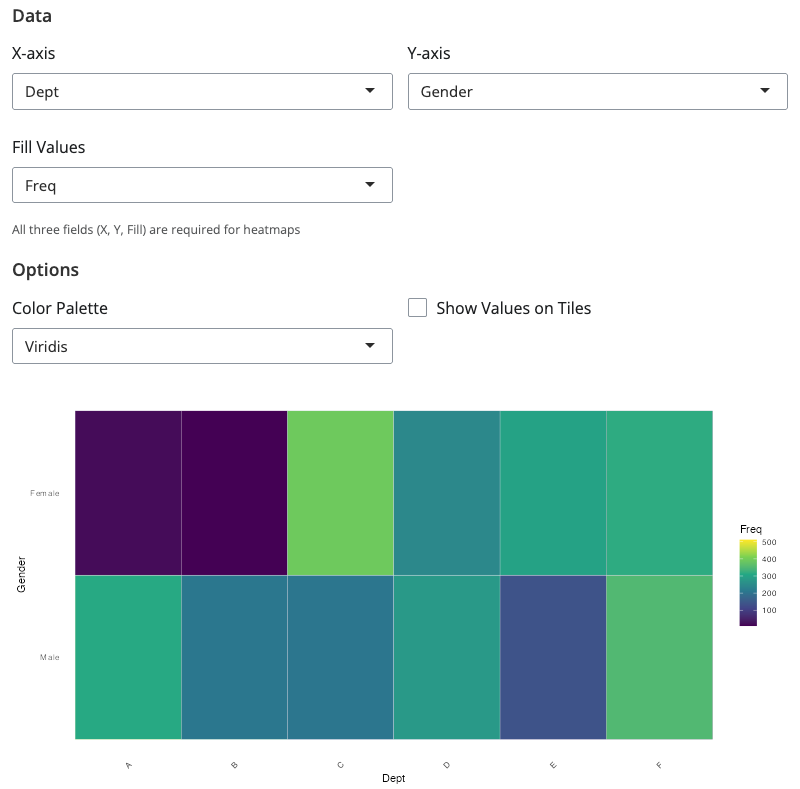 Data
X-axis
Y-axis
Dept
Gender
Fill Values
Freq
All three fields (X, Y, Fill) are required for heatmaps
Options
Color Palette
Show Values on Tiles
Viridis
Female
Male
Gender
A
B
C
D
E
F
Dept
Freq
500
400
300
200
100